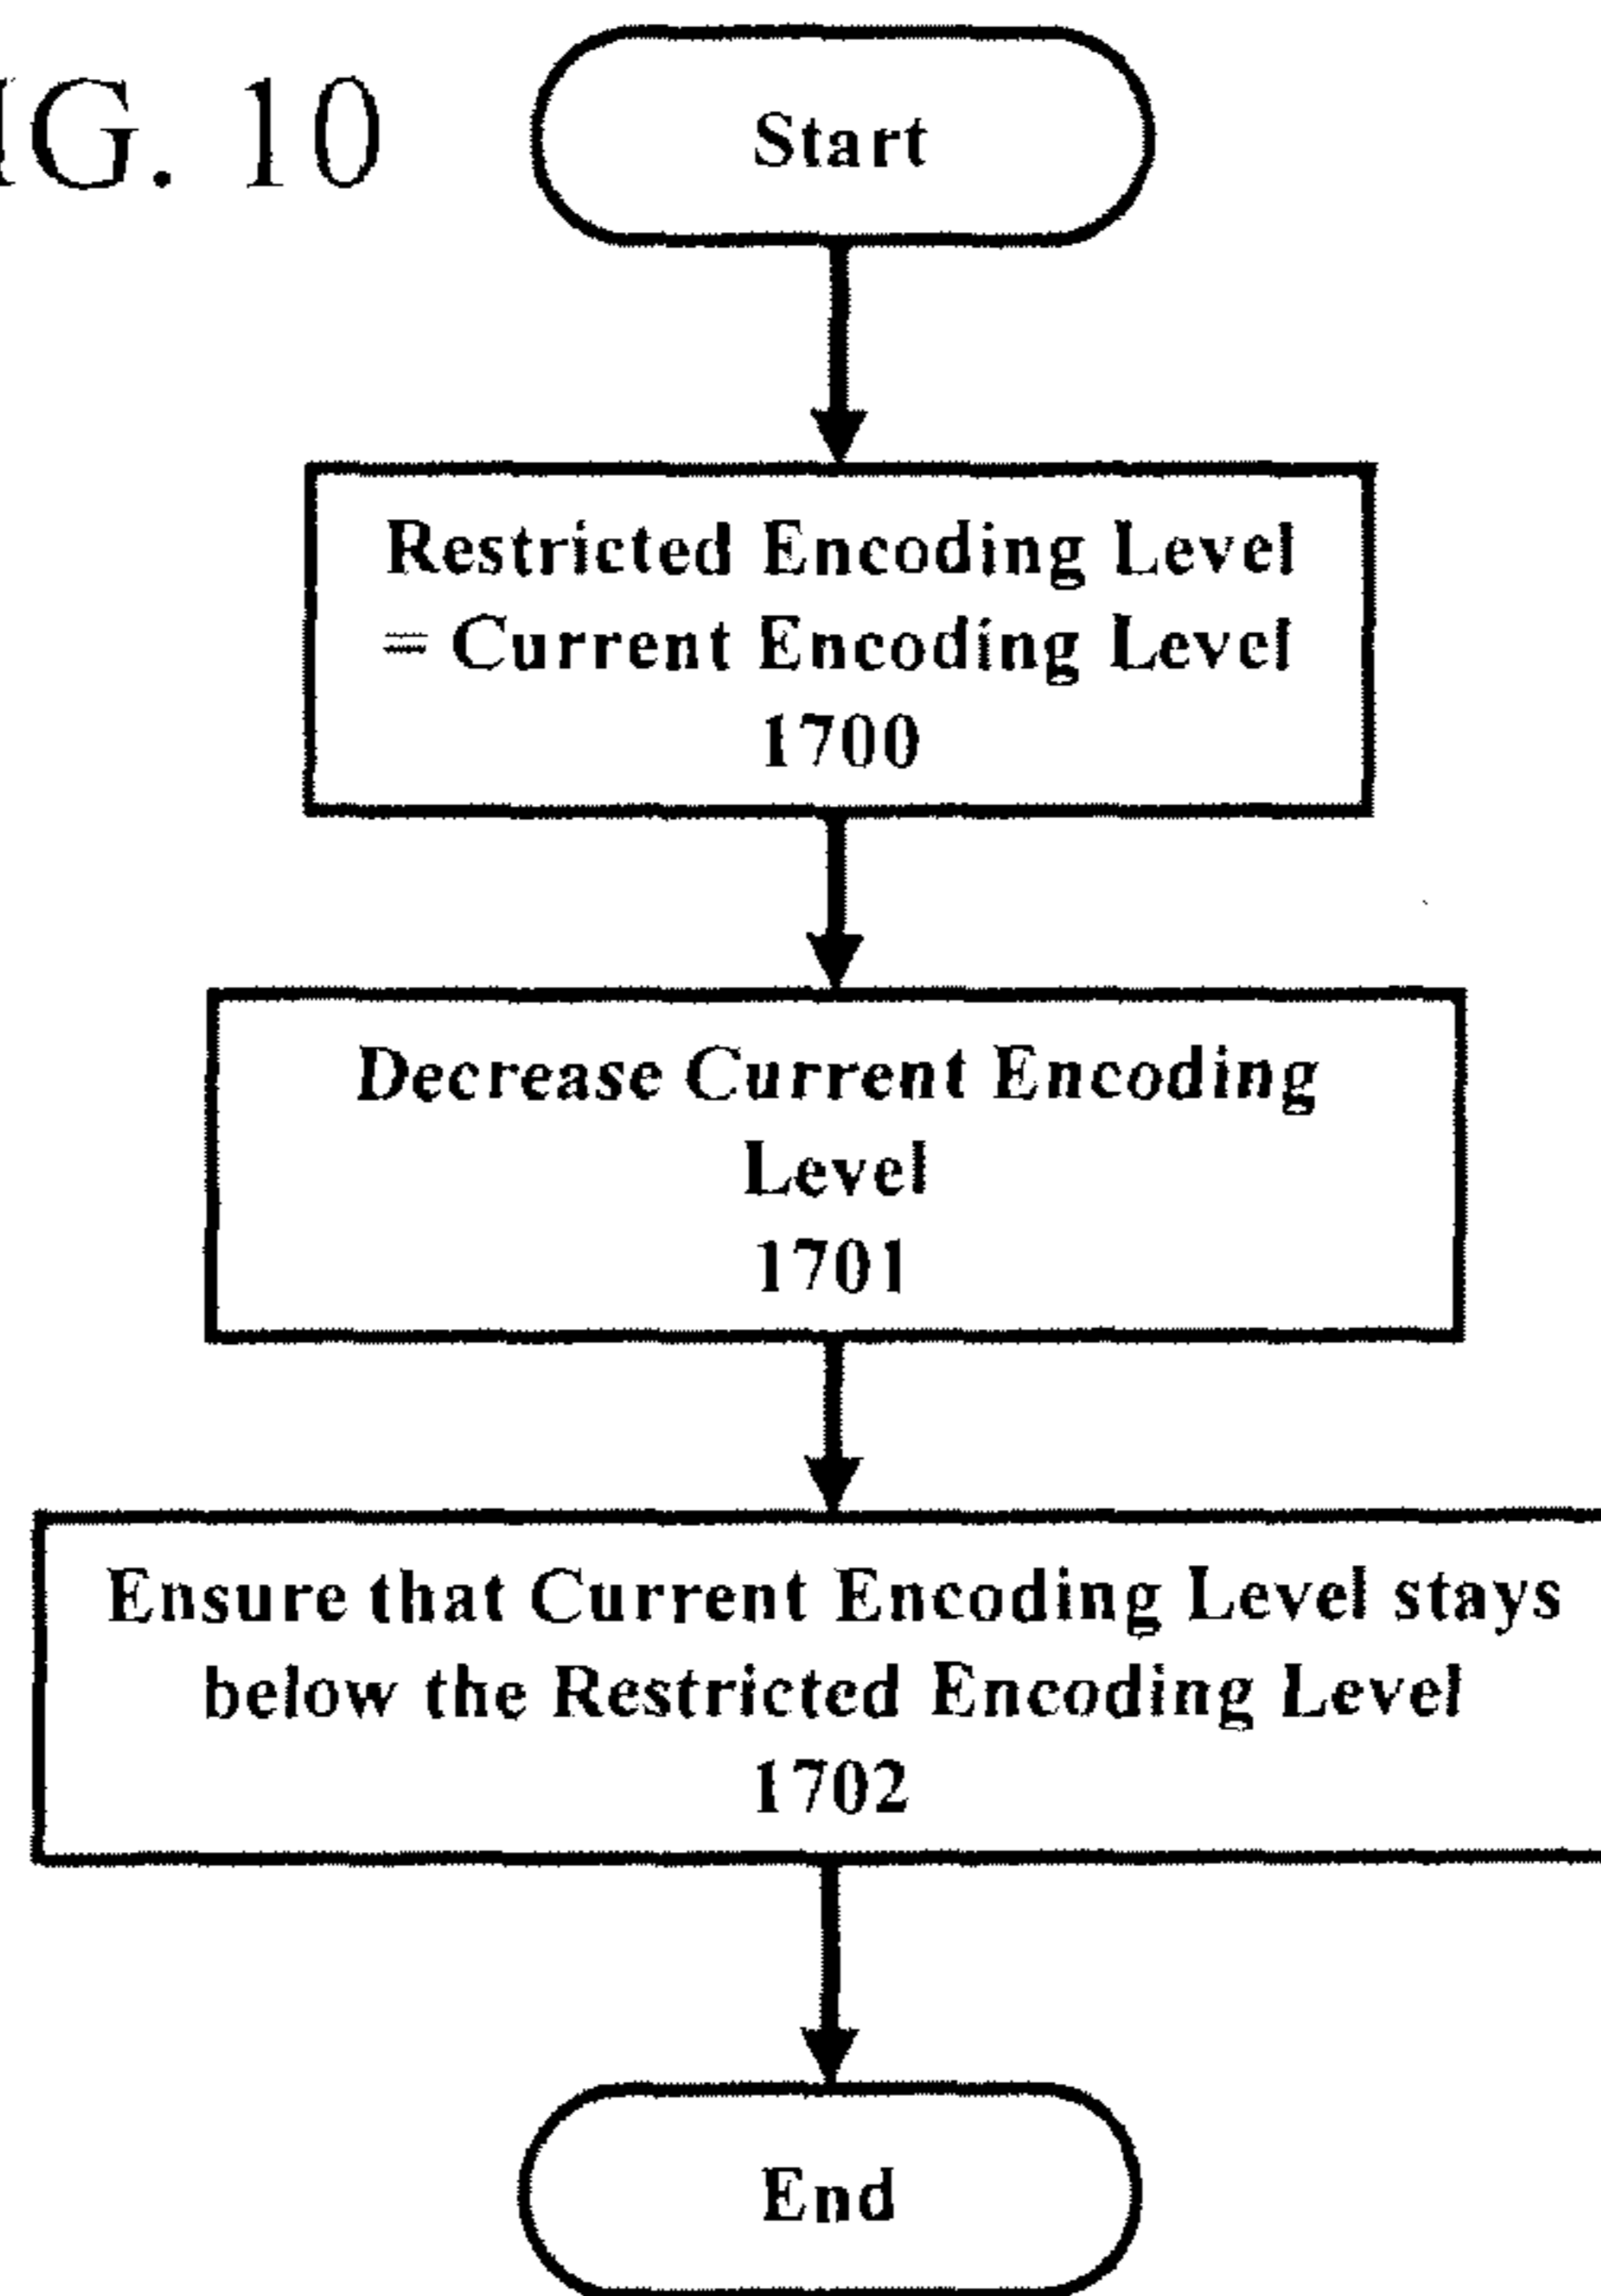 IG. 10
Start
Restricted Encoding Level
= Current Encoding Level
1700
Decrease Current Encoding
Level
1701
Ensure that Current Encoding Level stays
below the Restricted Encoding Level
1702
End